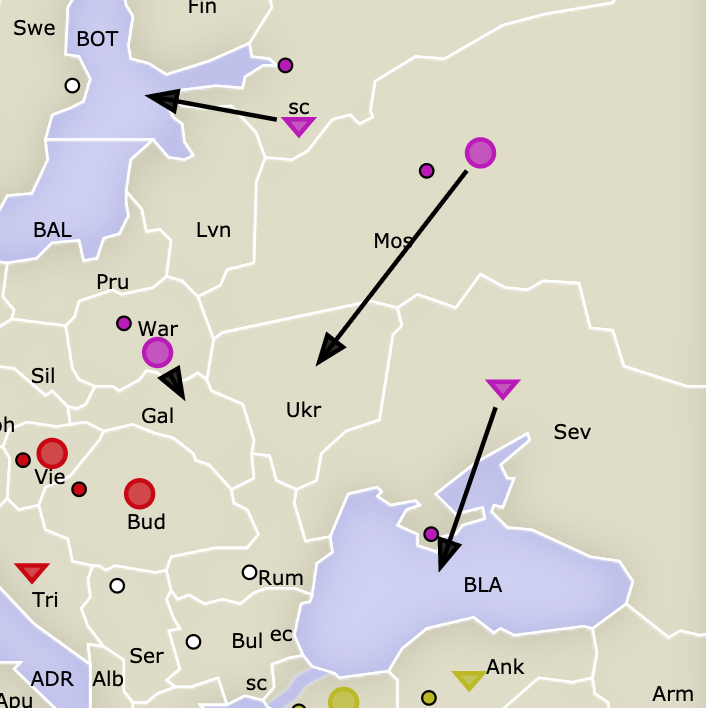 Fin
Swe
BOT
sc
BAL
Lvn
Mos
Pru
War
Sil
Gal
Ukr
oh
Sev
Vie
Bud
Rum
BLA
Tri
Ser
Bul
ec
ADR
Alb
sc
Ank
Arm
Apu